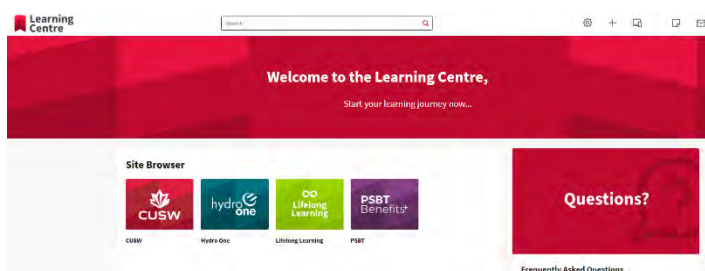 Learning
Centre
Search
Welcome to the Learning Centre,
Start your learning journey now...
Site Browser
CUSW
hydro one
Lifelong
Learning
PSBT
Benefits+
Questions?
CUSW
Hydro One
Lifelong Learning
PSBT
Frequently Asked Questions